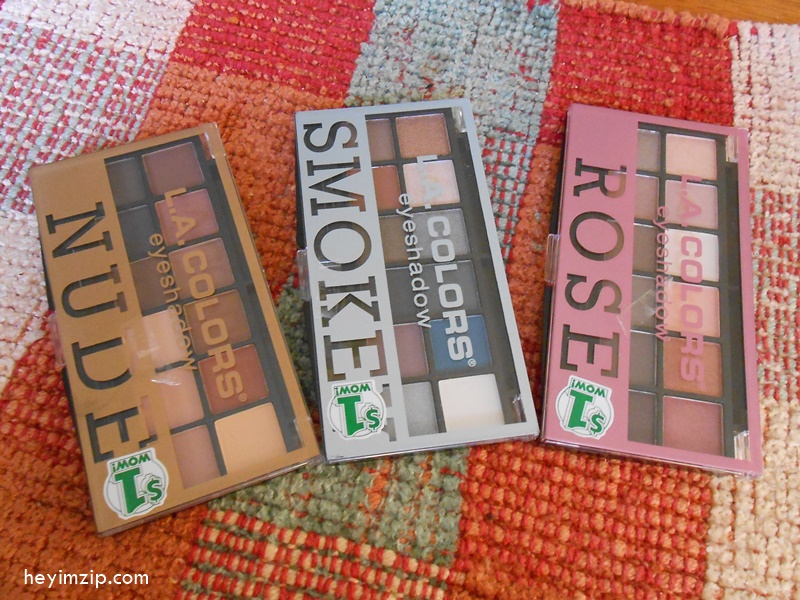 NUDE
L.A. COLORS®
eyeshadow
$1
WOW!
SMOKE
L.A. COLORS®
eyeshadow
$1
WOW!
ROSE
L.A. COLORS
eyeshadow
$1
WOW!
heyimzip.com